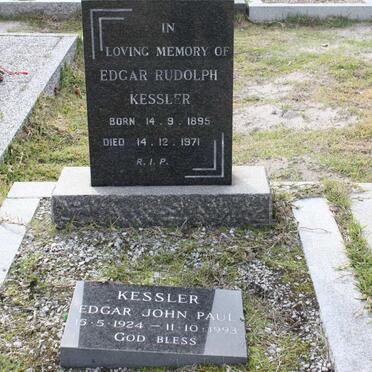 IN
LOVING MEMORY OF
EDGAR RUDOLPH
KESSLER
BORN 14·9·1895
DIED 14·12·1971
R.I.P.
KESSLER
EDGAR JOHN PAUL
15·5·1924 — 11·10·1993
GOD BLESS